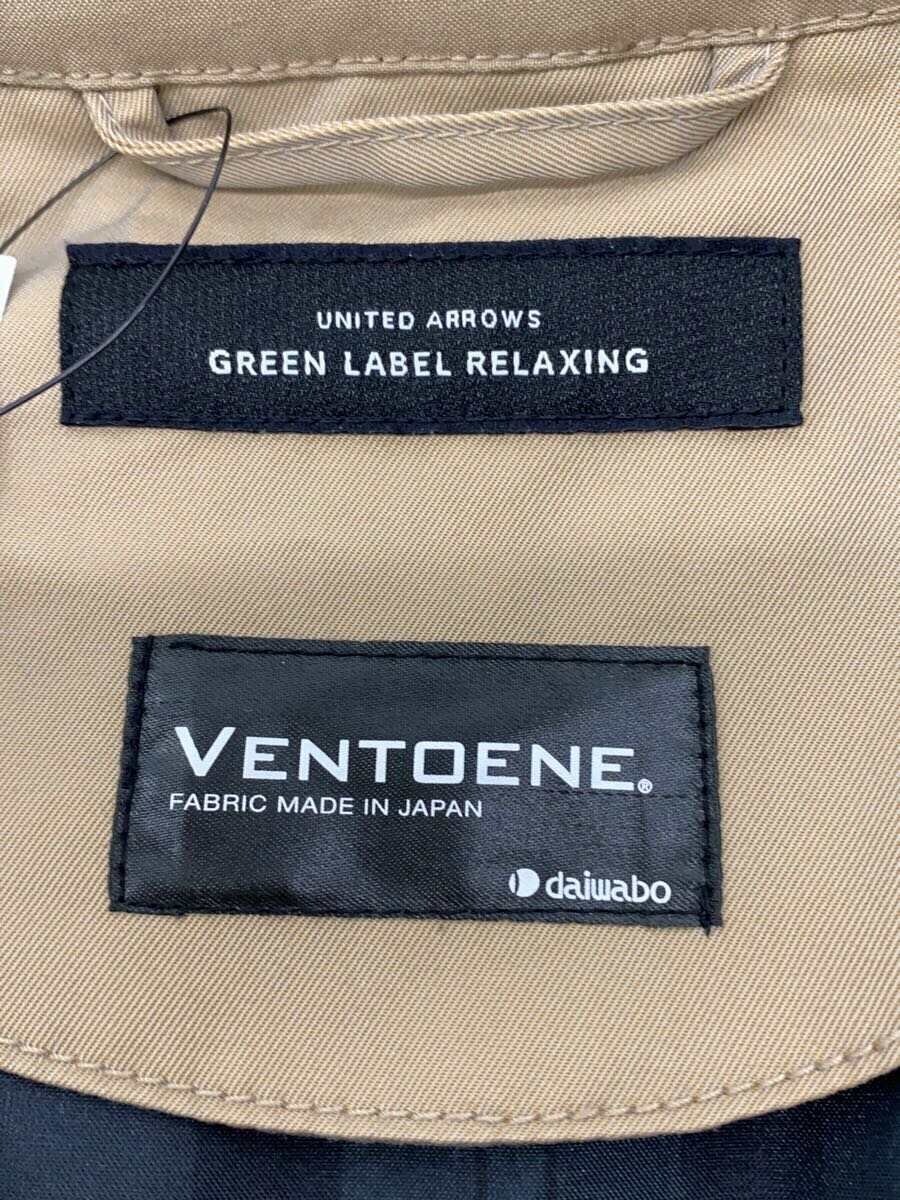 UNITED ARROWS
GREEN LABEL RELAXING
VENTOENE®
FABRIC MADE IN JAPAN
daiwabo